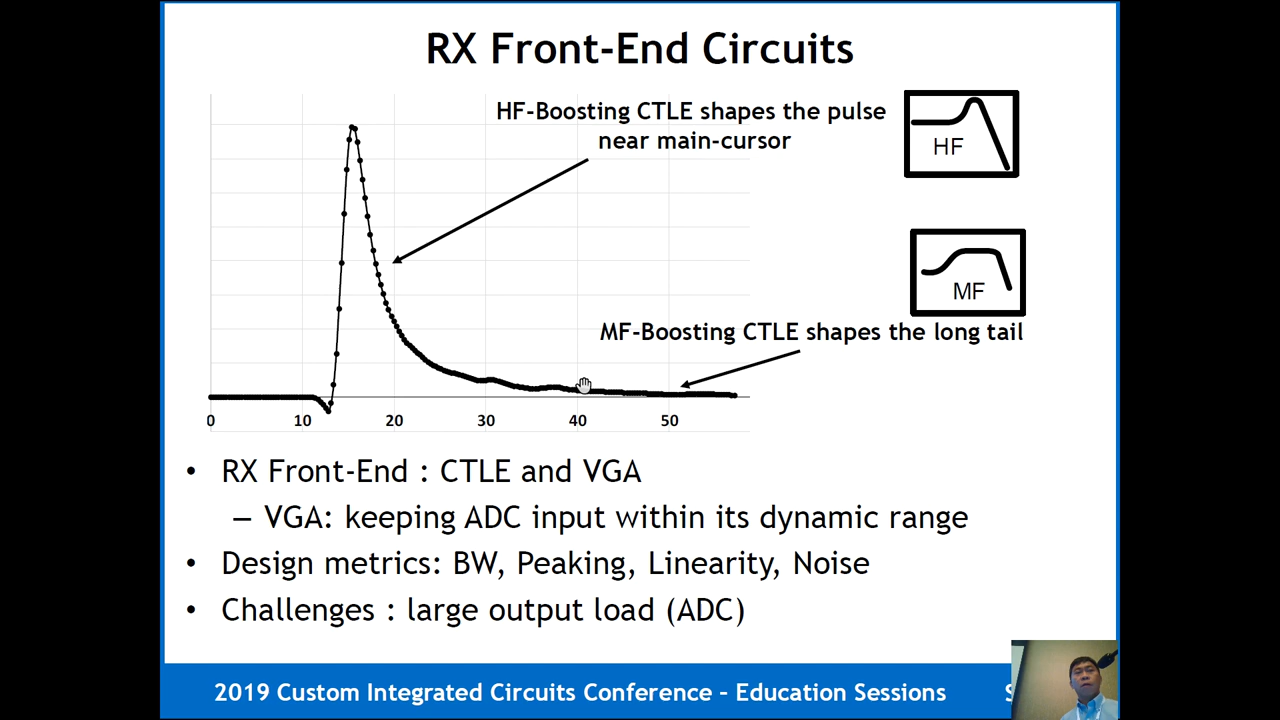 RX Front-End Circuits
HF-Boosting CTLE shapes the pulse
near main-cursor
HF
MF
MF-Boosting CTLE shapes the long tail
0 10 20 30 40 50
• RX Front-End : CTLE and VGA
– VGA: keeping ADC input within its dynamic range
• Design metrics: BW, Peaking, Linearity, Noise
• Challenges : large output load (ADC)
2019 Custom Integrated Circuits Conference – Education Sessions